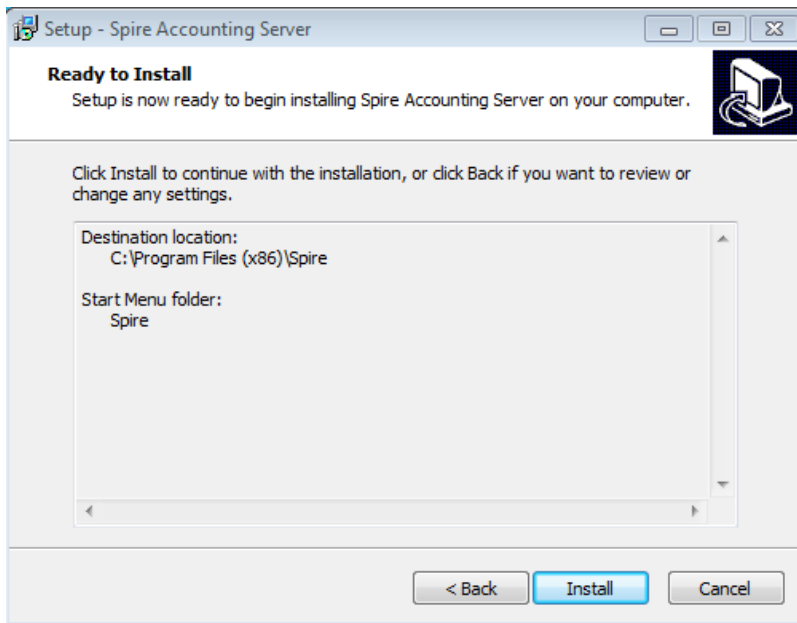 Setup - Spire Accounting Server
Ready to Install
Setup is now ready to begin installing Spire Accounting Server on your computer.
Click Install to continue with the installation, or click Back if you want to review or
change any settings.
Destination location:
C:\Program Files (x86)\Spire
Start Menu folder:
Spire
< Back
Install
Cancel